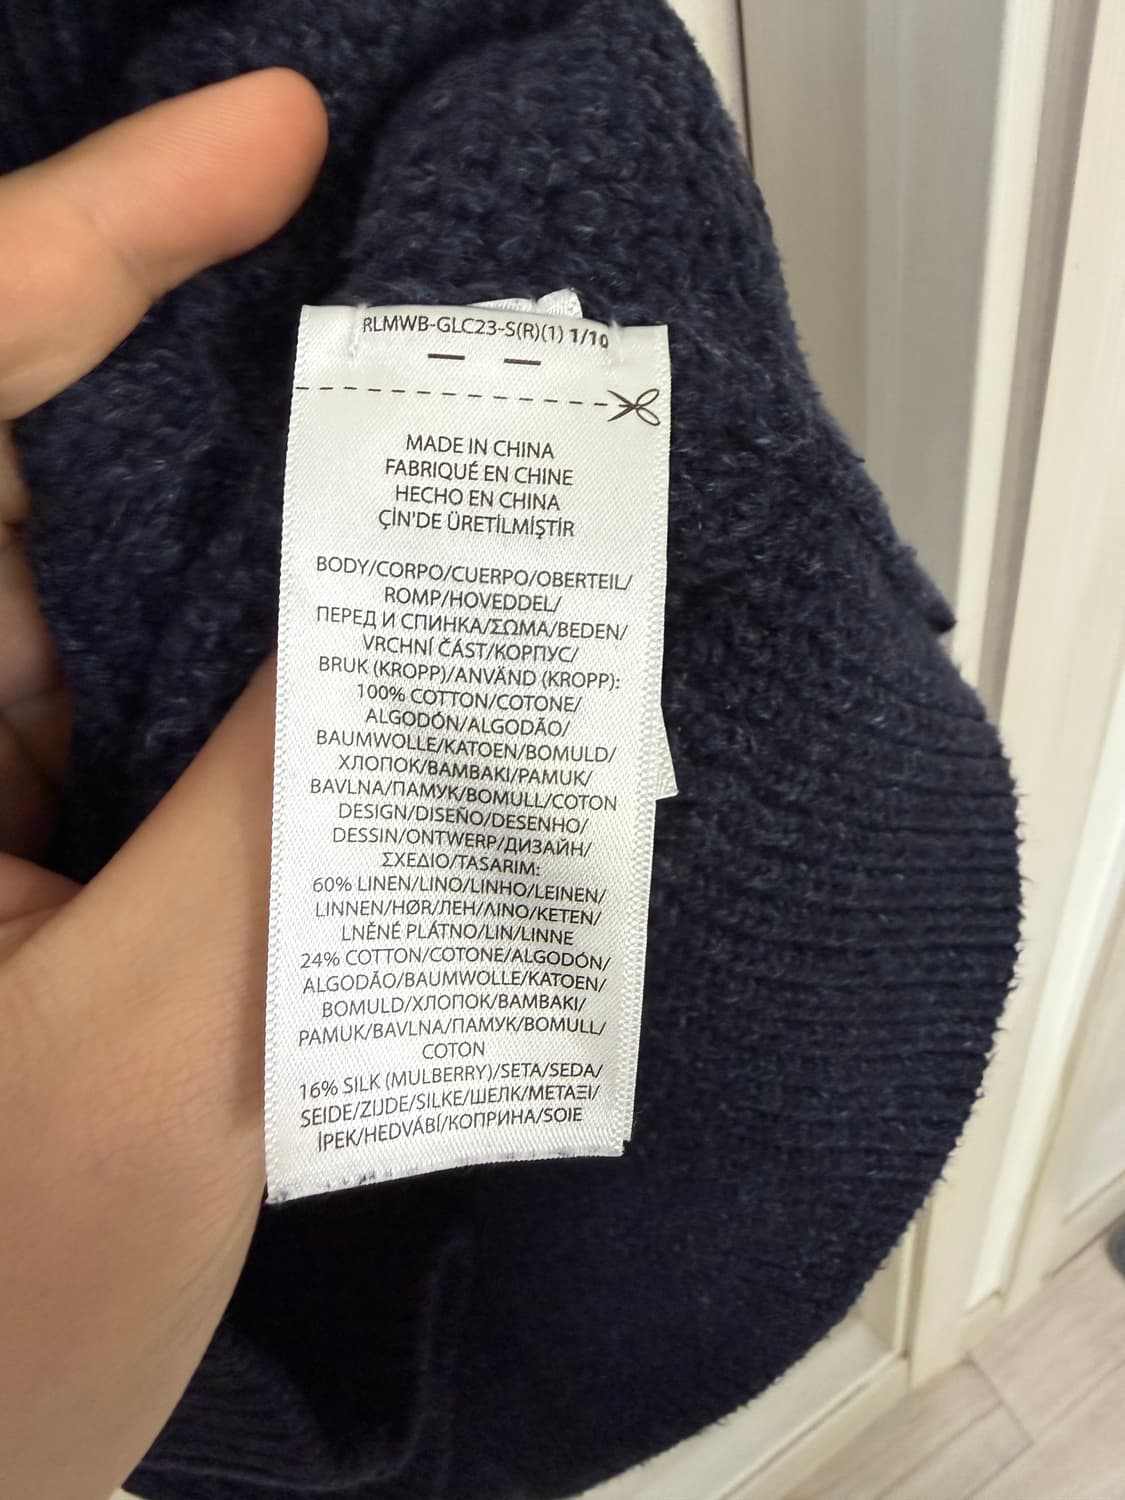 RLMWB-GLC23-S(R)(1) 1/10
MADE IN CHINA
FABRIQUÉ EN CHINE
HECHO EN CHINA
ÇİN'DE ÜRETİLMİŞTİR
BODY/CORPO/CUERPO/OBERTEIL/
ROMP/HOVEDDEL/
ПЕРЕД И СПИНКА/ΣΩΜΑ/BEDEN/
VRCHNÍ ČÁST/КОРПУС/
BRUK (KROPP)/ANVÄND (KROPP):
100% COTTON/COTONE/
ALGODÓN/ALGODÃO/
BAUMWOLLE/KATOEN/BOMULD/
ХЛОПОК/ΒΑΜΒΑΚΙ/PAMUK/
BAVLNA/ПАМУК/BOMULL/COTON
DESIGN/DISEÑO/DESENHO/
DESSIN/ONTWERP/ДИЗАЙН/
ΣΧΕΔΙΟ/TASARIM:
60% LINEN/LINO/LINHO/LEINEN/
LINNEN/HØR/ЛЕН/ΛΙΝΟ/KETEN/
LNĚNÉ PLÁTNO/LIN/LINNE
24% COTTON/COTONE/ALGODÓN/
ALGODÃO/BAUMWOLLE/KATOEN/
BOMULD/ХЛОПОК/ΒΑΜΒΑΚΙ/
PAMUK/BAVLNA/ПАМУК/BOMULL/
COTON
16% SILK (MULBERRY)/SETA/SEDA/
SEIDE/ZIJDE/SILKE/ШЕЛК/ΜΕΤΑΞΙ/
İPEK/HEDVÁBÍ/КОПРИНА/SOIE